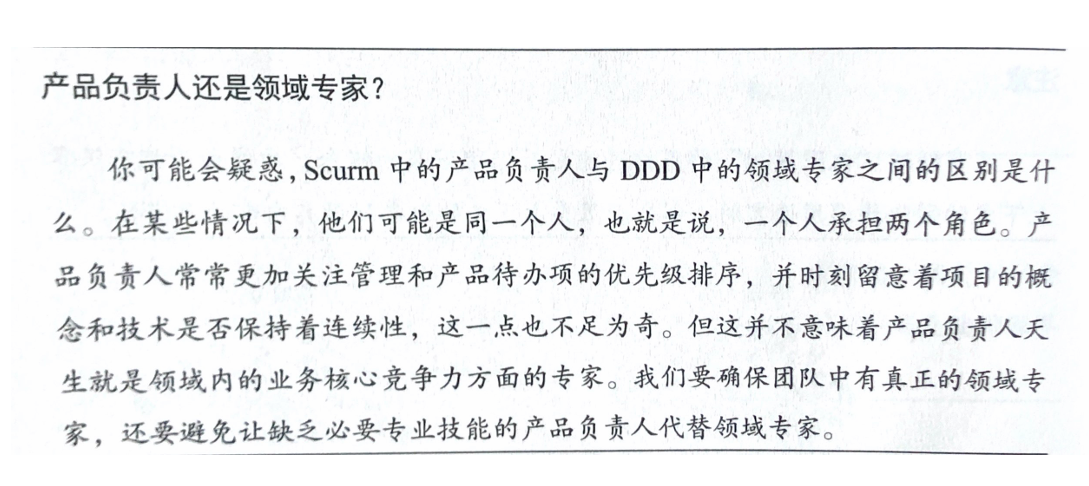 产品负责人还是领域专家？
你可能会疑惑，Scurm 中的产品负责人与 DDD 中的领域专家之间的区别是什
么。在某些情况下，他们可能是同一个人，也就是说，一个人承担两个角色。产
品负责人常常更加关注管理和产品待办项的优先级排序，并时刻留意着项目的概
念和技术是否保持着连续性，这一点也不足为奇。但这并不意味着产品负责人天
生就是领域内的业务核心竞争力方面的专家。我们要确保团队中有真正的领域专
家，还要避免让缺乏必要专业技能的产品负责人代替领域专家。